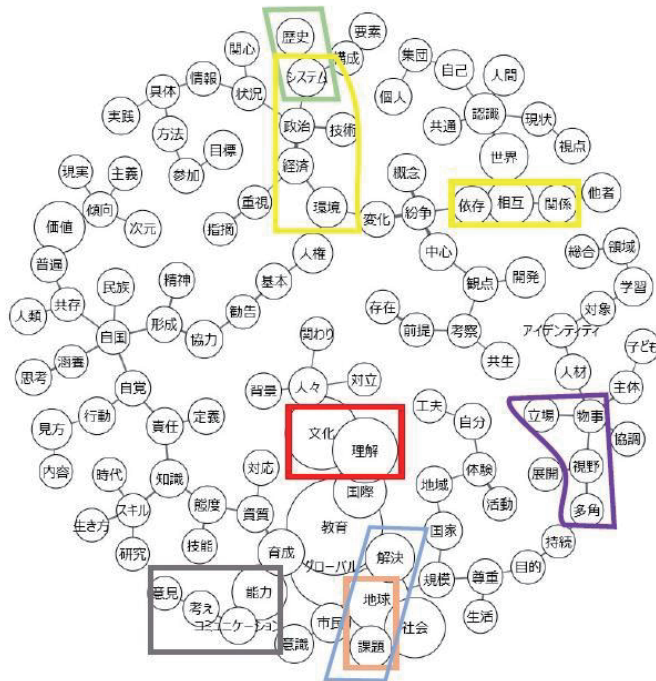 歴史
要素
関心
構成
集団
自己
人間
システム
情報
具体
状況
個人
認識
実践
政治
技術
共通
現状
方法
視点
目標
世界
経済
概念
現実
主義
参加
重視
環境
依存
相互
関係
他者
価値
傾向
変化
紛争
次元
指摘
人権
中心
総合
領域
普遍
民族
精神
基本
観点
開発
学習
人類
共存
形成
勧告
存在
対象
自国
協力
関わり
前提
考察
アイデンティティ
子ども
思考
涵養
共生
人材
自覚
背景
人々
対立
主体
工夫
見方
行動
定義
文化
自分
立場
物事
責任
理解
協調
内容
時代
知識
対応
地域
体験
展開
視野
国際
スキル
態度
資質
活動
多角
生き方
教育
国家
技能
育成
解決
持続
研究
グローバル
目的
能力
規模
尊重
意見
地球
考え
生活
コミュニケーション
市民
社会
意識
課題